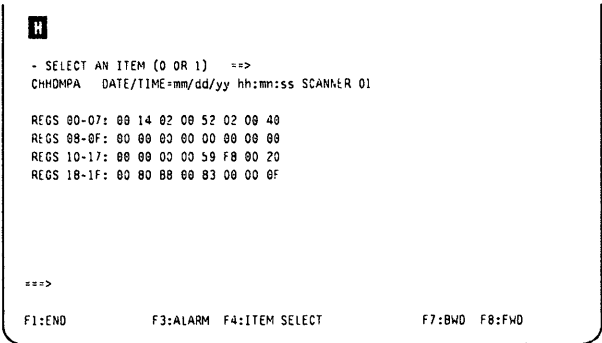 H
- SELECT AN ITEM (0 OR 1) ==>
CHHDMPA DATE/TIME=mm/dd/yy hh:mn:ss SCANNER 01
REGS 00-07: 00 14 02 00 52 02 00 40
REGS 08-0F: 00 00 00 00 00 00 00 00
REGS 10-17: 00 00 00 00 59 F8 00 20
REGS 18-1F: 00 80 B8 00 83 00 00 0F
===>
F1:END F3:ALARM F4:ITEM SELECT F7:BWD F8:FWD